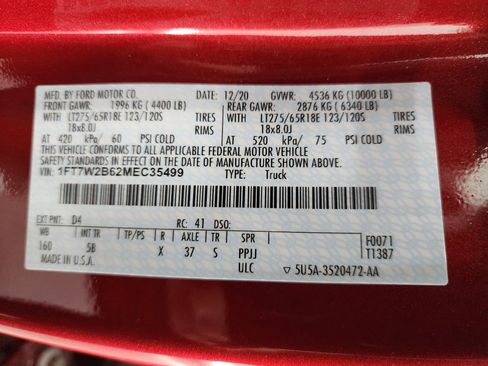 MFD. BY FORD MOTOR CO. DATE: 12/20 GVWR: 4536 KG (10000 LB)
FRONT GAWR: 1996 KG (4400 LB) REAR GAWR: 2876 KG (6340 LB)
WITH LT275/65R18E 123/120S TIRES WITH LT275/65R18E 123/120S TIRES
18x8.0J RIMS 18x8.0J RIMS
AT 420 kPa/ 60 PSI COLD AT 520 kPa/ 75 PSI COLD
THIS VEHICLE CONFORMS TO ALL APPLICABLE FEDERAL MOTOR VEHICLE
SAFETY STANDARDS IN EFFECT ON THE DATE OF MANUFACTURE SHOWN ABOVE.
VIN: 1FT7W2B62MEC35499 TYPE: Truck
EXT PNT: D4 RC: 41 DSO:
WB INT TR TP/PS R AXLE TR SPR F0071
160 5B X 37 S PPJJ T1387
MADE IN U.S.A. ULC ▽ 5U5A-3520472-AA